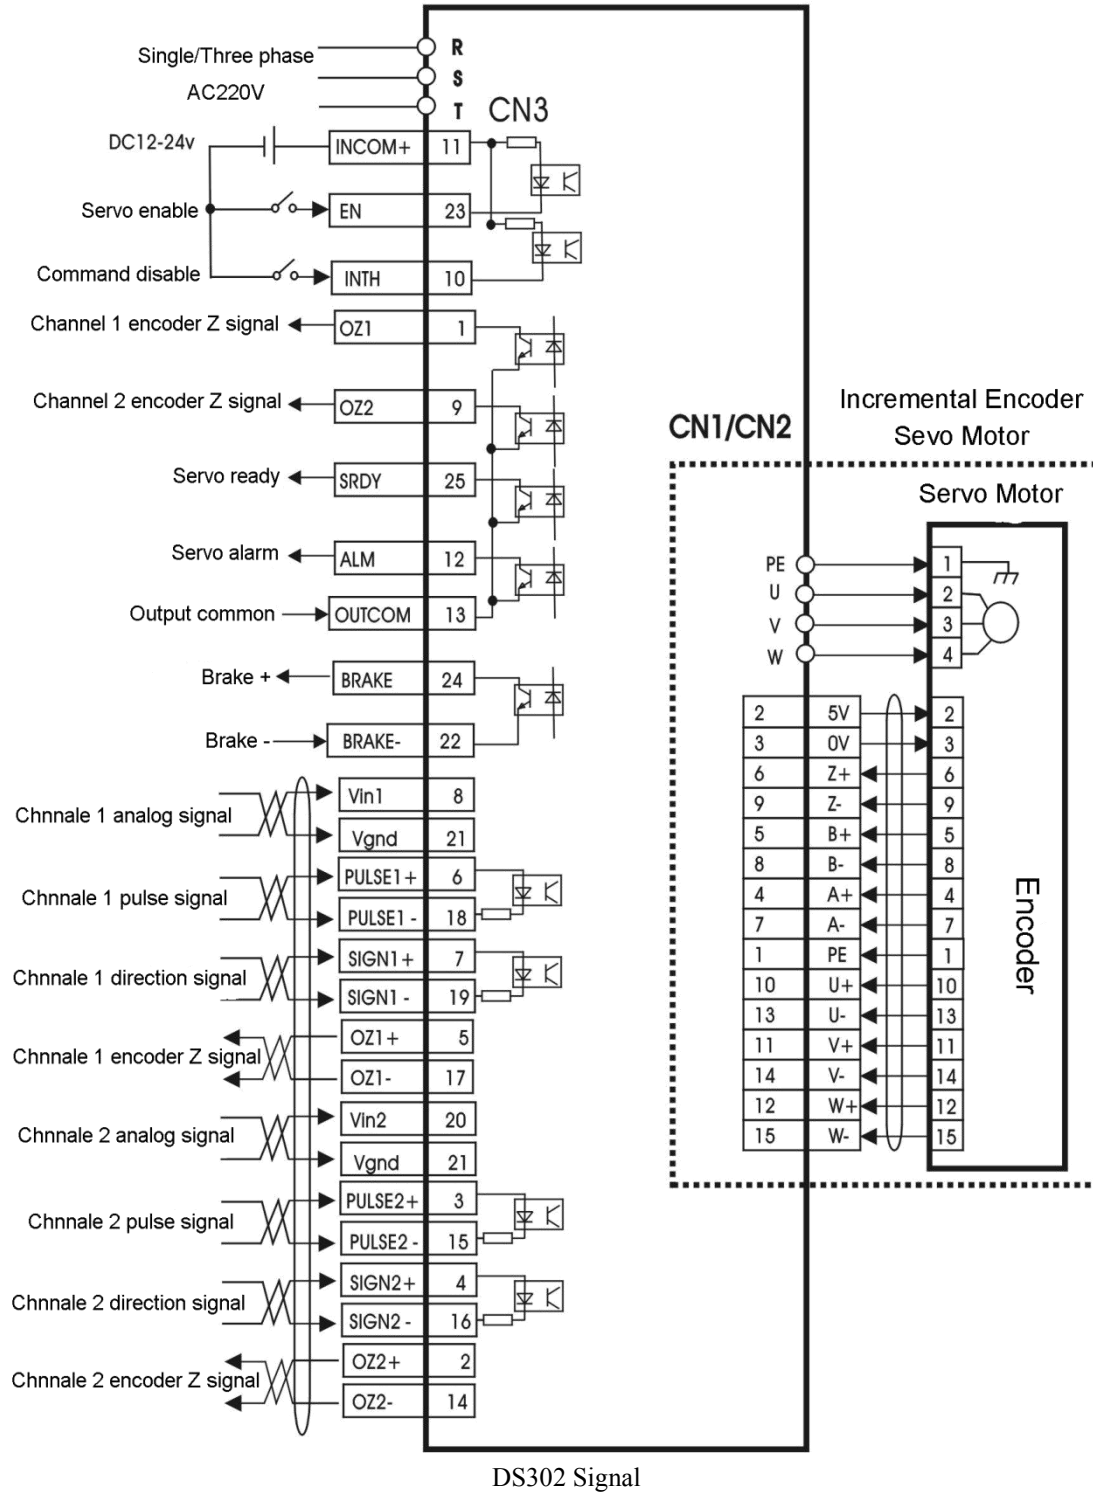 Single/Three phase
AC220V
R
S
T
CN3
DC12-24v
INCOM+ 11
Servo enable
EN 23
Command disable
INTH 10
Channel 1 encoder Z signal
OZ1 1
Channel 2 encoder Z signal
OZ2 9
Servo ready
SRDY 25
Servo alarm
ALM 12
Output common
OUTCOM 13
Brake +
BRAKE 24
Brake -
BRAKE- 22
Chnnale 1 analog signal
Vin1 8
Vgnd 21
Chnnale 1 pulse signal
PULSE1+ 6
PULSE1 - 18
Chnnale 1 direction signal
SIGN1+ 7
SIGN1 - 19
Chnnale 1 encoder Z signal
OZ1+ 5
OZ1- 17
Chnnale 2 analog signal
Vin2 20
Vgnd 21
Chnnale 2 pulse signal
PULSE2+ 3
PULSE2 - 15
Chnnale 2 direction signal
SIGN2+ 4
SIGN2 - 16
Chnnale 2 encoder Z signal
OZ2+ 2
OZ2- 14
CN1/CN2
Incremental Encoder
Sevo Motor
Servo Motor
PE 1
U 2
V 3
W 4
2 5V 2
3 0V 3
6 Z+ 6
9 Z- 9
5 B+ 5
8 B- 8
4 A+ 4
7 A- 7
1 PE 1
10 U+ 10
13 U- 13
11 V+ 11
14 V- 14
12 W+ 12
15 W- 15
Encoder
DS302 Signal